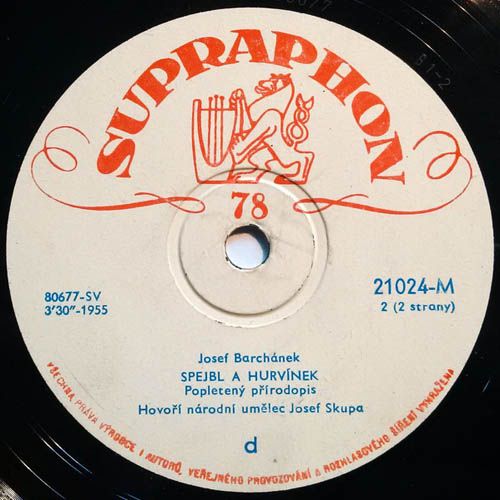 SUPRAPHON
78
80677-SV
3'30"-1955
21024-M
2 (2 strany)
Josef Barchánek
SPEJBL A HURVÍNEK
Popletený přírodopis
Hovoří národní umělec Josef Skupa
d
VŠECHNA PRÁVA VÝROBCE I AUTORŮ, VEŘEJNÉHO PROVOZOVÁNÍ A ROZHLASOVÉHO ŠÍŘENÍ VYHRAŽENA